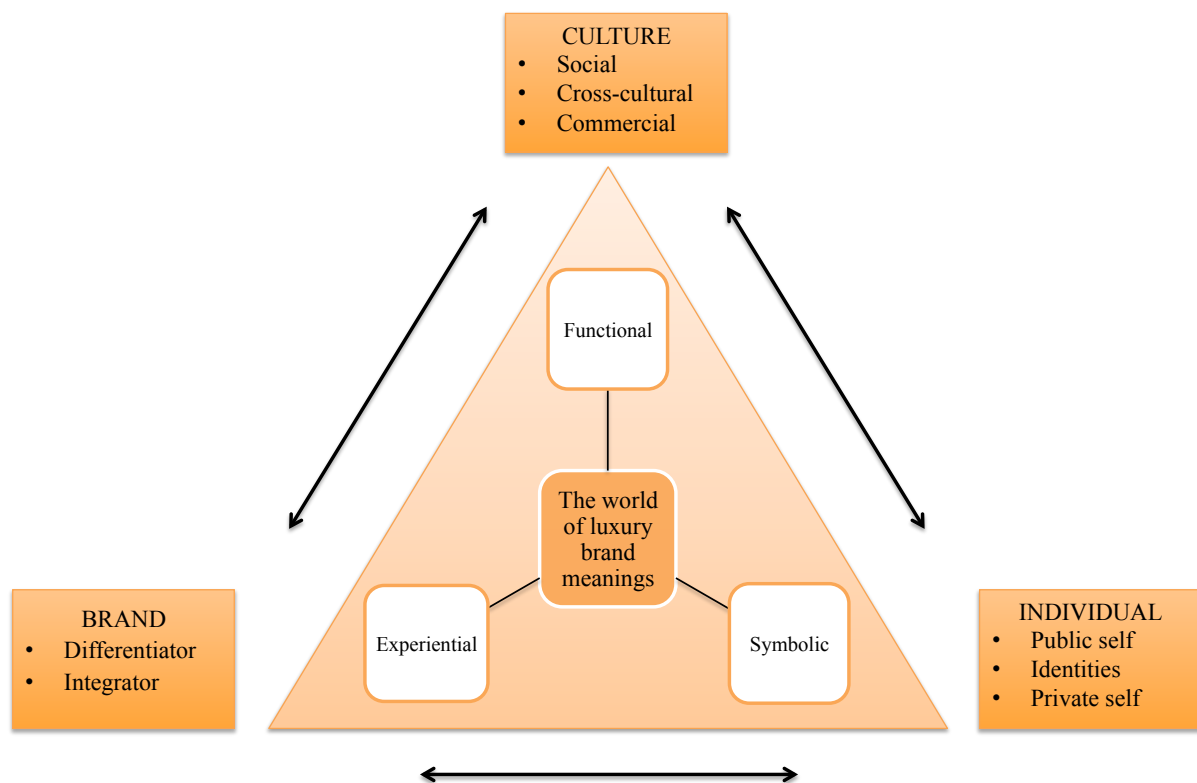 CULTURE
• Social
• Cross-cultural
• Commercial
Functional
The world
of luxury
brand
meanings
Experiential
Symbolic
BRAND
• Differentiator
• Integrator
INDIVIDUAL
• Public self
• Identities
• Private self